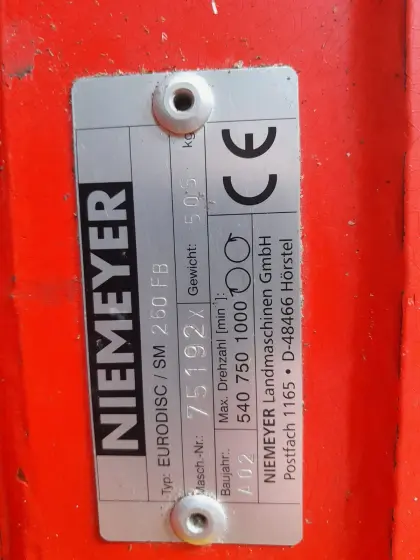 NIEMEYER
Typ: EURODISC / SM 260 FB
Masch.-Nr.: 75192X Gewicht: 505 kg
Baujahr: A02 Max. Drehzahl [min⁻¹]:
540 750 1000
CE
NIEMEYER Landmaschinen GmbH
Postfach 1165 • D-48466 Hörstel